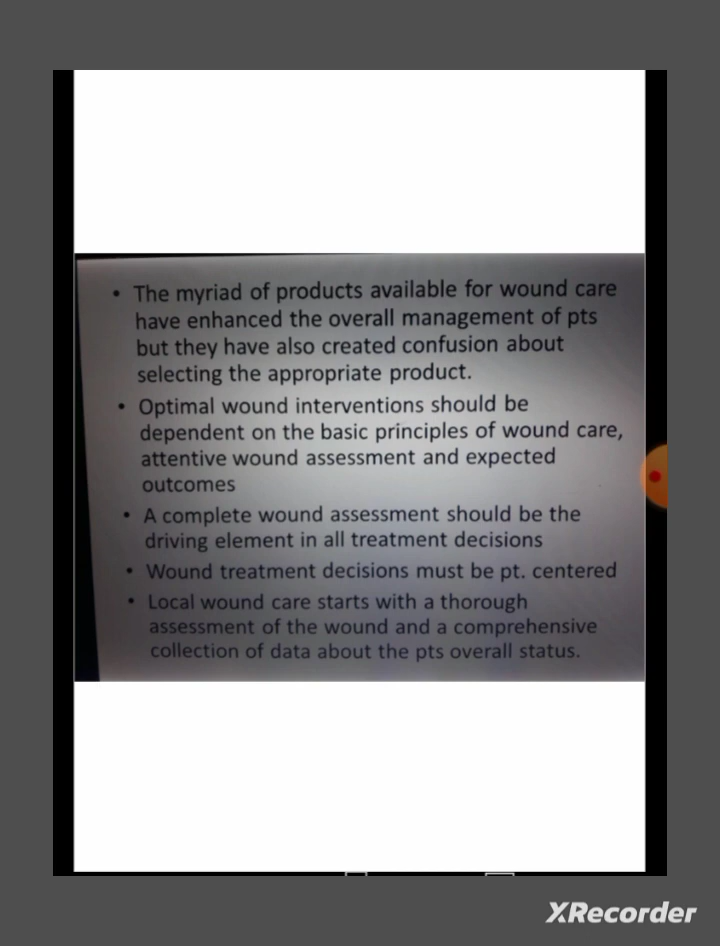 • The myriad of products available for wound care
have enhanced the overall management of pts
but they have also created confusion about
selecting the appropriate product.
• Optimal wound interventions should be
dependent on the basic principles of wound care,
attentive wound assessment and expected
outcomes
• A complete wound assessment should be the
driving element in all treatment decisions
• Wound treatment decisions must be pt. centered
• Local wound care starts with a thorough
assessment of the wound and a comprehensive
collection of data about the pts overall status.
XRecorder